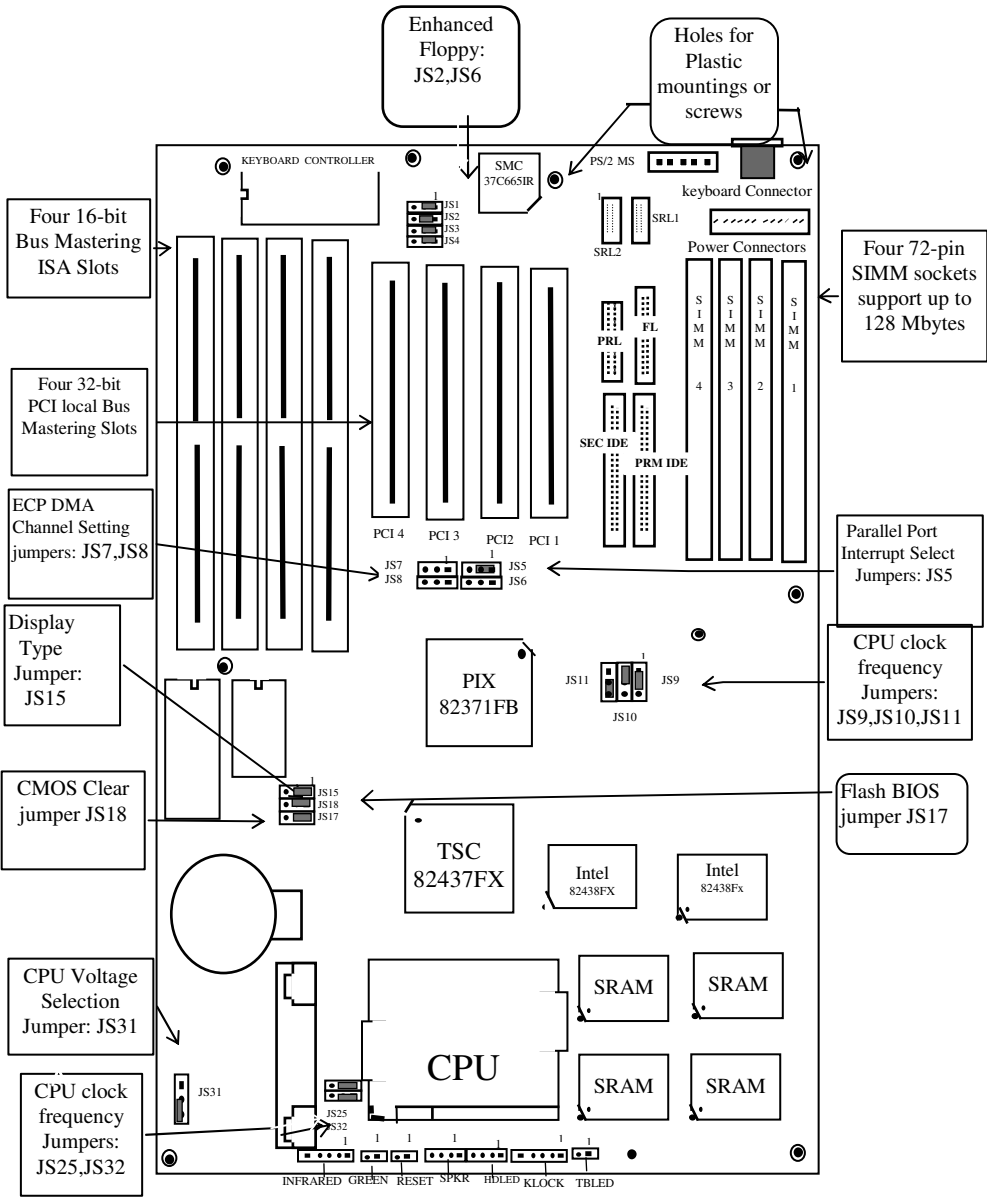 Enhanced
Floppy:
JS2,JS6
Holes for
Plastic
mountings or
screws
KEYBOARD CONTROLLER
SMC
37C665IR
PS/2 MS
keyboard Connector
1
JS1
JS2
JS3
JS4
1
SRL1
SRL2
Power Connectors
Four 16-bit
Bus Mastering
ISA Slots
Four 72-pin
SIMM sockets
support up to
128 Mbytes
SIMM 4
SIMM 3
SIMM 2
SIMM 1
PRL
FL
Four 32-bit
PCI local Bus
Mastering Slots
SEC IDE
PRM IDE
ECP DMA
Channel Setting
jumpers: JS7,JS8
PCI 4
PCI 3
PCI2
PCI 1
JS7
JS8
1
1
JS5
JS6
Parallel Port
Interrupt Select
Jumpers: JS5
Display
Type
Jumper:
JS15
PIX
82371FB
1
JS11
JS9
JS10
CPU clock
frequency
Jumpers:
JS9,JS10,JS11
CMOS Clear
jumper JS18
1
JS15
JS18
JS17
Flash BIOS
jumper JS17
TSC
82437FX
Intel
82438FX
Intel
82438Fx
CPU Voltage
Selection
Jumper: JS31
SRAM
SRAM
CPU
SRAM
SRAM
JS31
CPU clock
frequency
Jumpers:
JS25,JS32
JS25
JS32
1
1
1
1
1
1
1
INFRARED
GREEN
RESET
SPKR
HDLED
KLOCK
TBLED